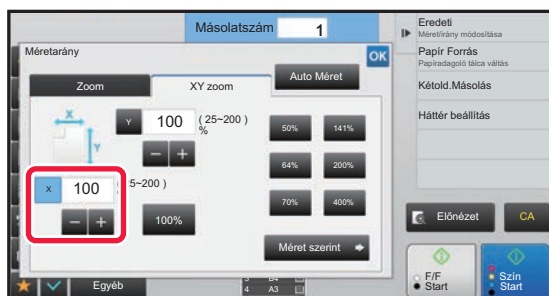 Másolatszám 1
Méretarány
OK
Zoom
XY zoom
Auto Méret
X
Y
Y 100 ( 25~200 )
%
− +
X 100 5~200 )
− +
100%
50% 141%
64% 200%
70% 400%
Méret szerint
Egyéb
4 A3
Eredeti
Méret/irány módosítása
Papír Forrás
Papíradagoló tálca váltás
Kétold.Másolás
Háttér beállítás
Előnézet
CA
F/F
Start
Szín
Start